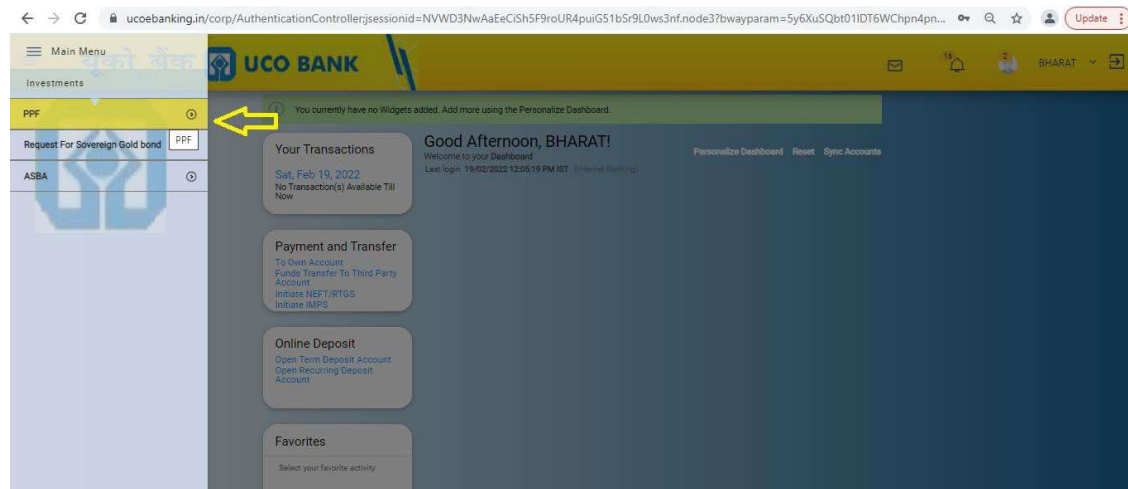 ucoebanking.in/corp/AuthenticationController;jsessionid=NVWD3NwAaEeCiSh5F9roUR4puiG51bSr9L0ws3nf.node3?bwayparam=5y6XuSQbt01IDT6WChpn4pn...
Update
Main Menu
यूको बैंक
UCO BANK
16
2
BHARAT
Investments
PPF
You currently have no Widgets added. Add more using the Personalize Dashboard.
Request For Sovereign Gold bond
PPF
ASBA
Your Transactions
Sat, Feb 19, 2022
No Transaction(s) Available Till
Now
Good Afternoon, BHARAT!
Welcome to your Dashboard
Last login 19/02/2022 12:05:19 PM IST (Internet Banking)
Personalize Dashboard Reset Sync Accounts
Payment and Transfer
To Own Account
Funds Transfer To Third Party
Account
Initiate NEFT/RTGS
Initiate IMPS
Online Deposit
Open Term Deposit Account
Open Recurring Deposit
Account
Favorites
Select your favorite activity